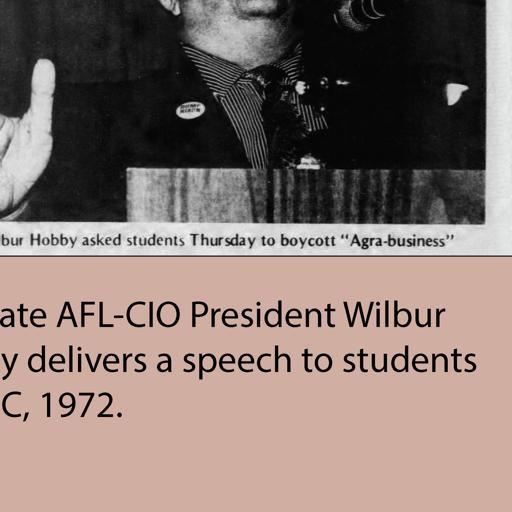 bur Hobby asked students Thursday to boycott “Agra-business”
ate AFL-CIO President Wilbur
y delivers a speech to students
C, 1972.